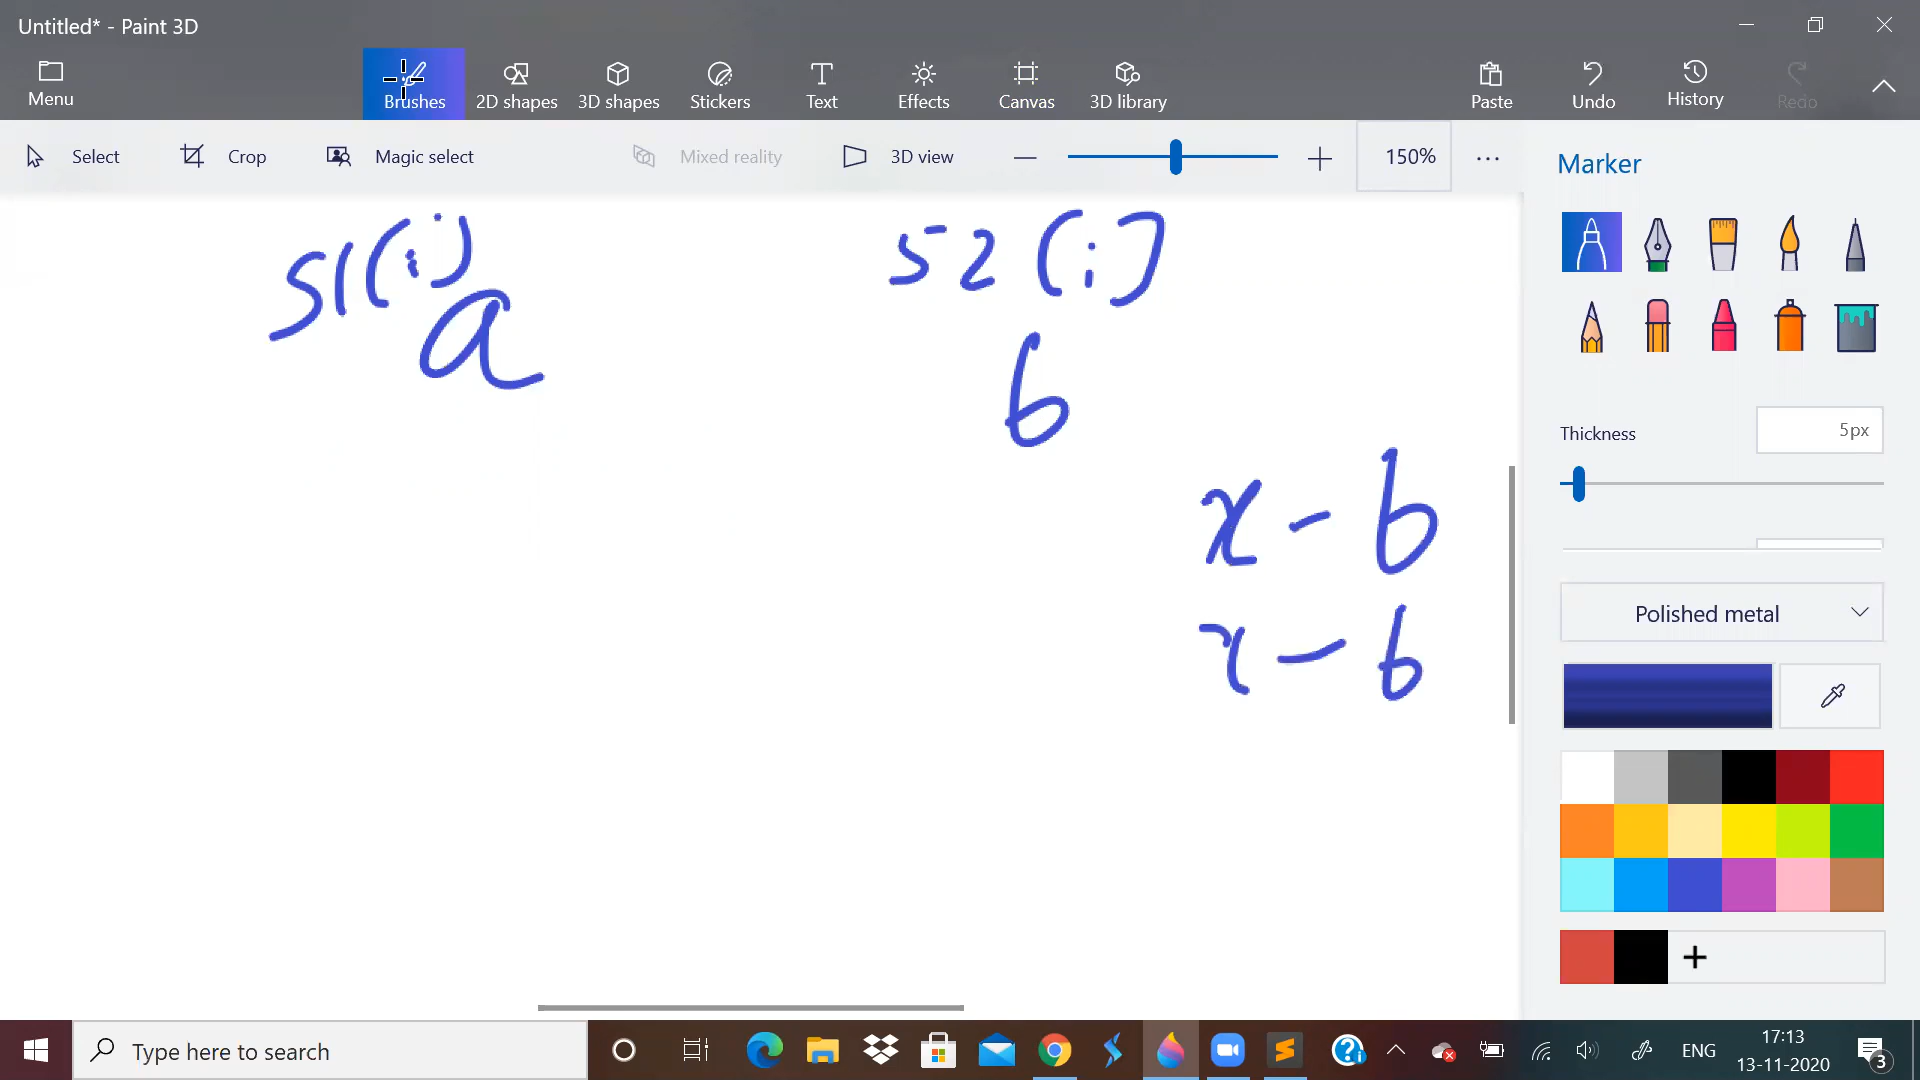 Untitled* - Paint 3D
Menu
Brushes
2D shapes
3D shapes
Stickers
Text
Effects
Canvas
3D library
Paste
Undo
History
Redo
Select
Crop
Magic select
Mixed reality
3D view
150%
Marker
s1(i)
s2(i)
a
b
x - b
x - b
Thickness
5px
Polished metal
Type here to search
ENG
17:13
13-11-2020
3